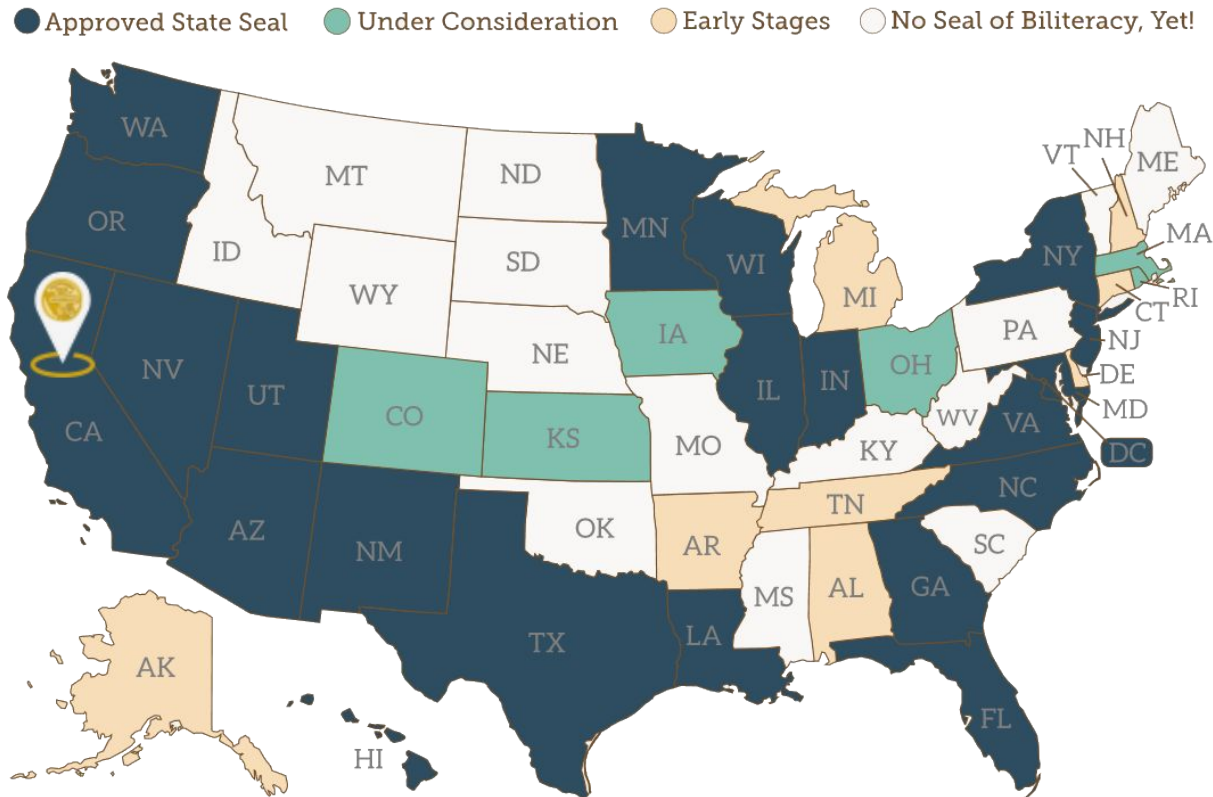 Approved State Seal Under Consideration Early Stages No Seal of Biliteracy, Yet!
WA
MT
ND
MN
VT
NH
ME
OR
ID
SD
WI
NY
MA
WY
MI
RI
CT
IA
PA
NJ
NE
NV
UT
CO
IL
IN
OH
DE
MD
CA
KS
MO
WV
VA
KY
DC
NC
AZ
NM
OK
AR
TN
SC
MS
AL
GA
TX
LA
AK
FL
HI